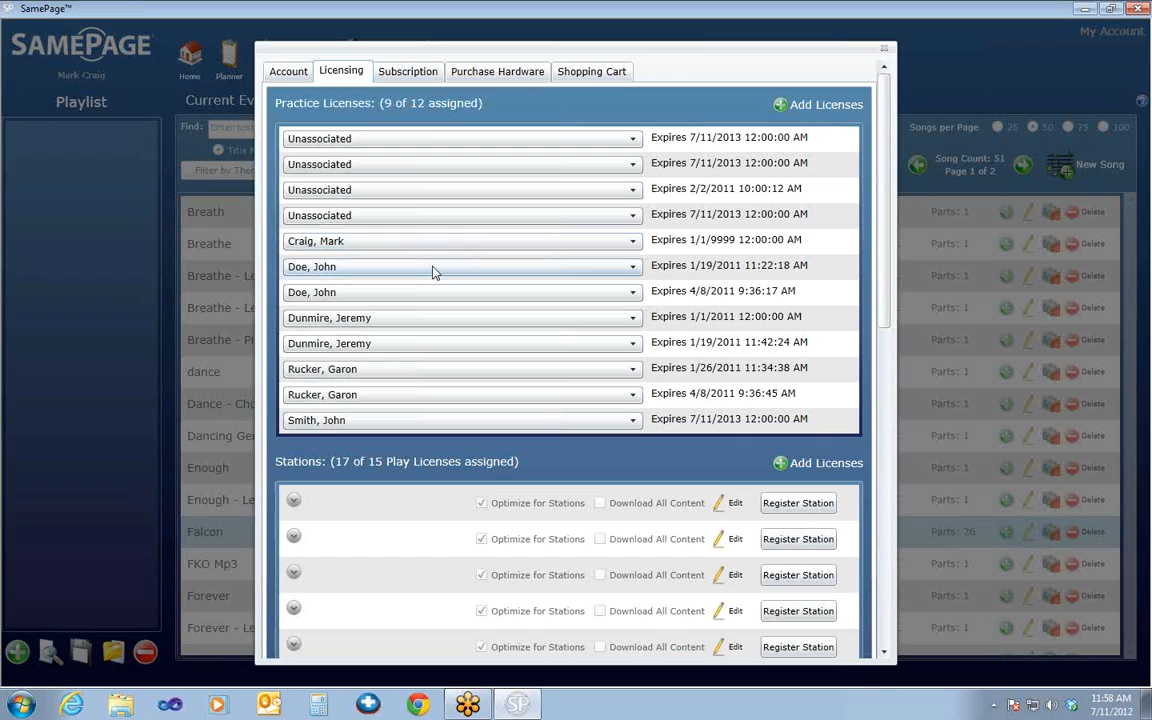 SamePage™
SAMEPAGE™
Mark Craig
Home
Planner
My Account
Playlist
Current Ev
Find:
Enter text
Title
Filter by The
Songs per Page
25
50
75
100
Song Count: 51
Page 1 of 2
New Song
Account
Licensing
Subscription
Purchase Hardware
Shopping Cart
Practice Licenses: (9 of 12 assigned)
Add Licenses
Unassociated Expires 7/11/2013 12:00:00 AM
Unassociated Expires 7/11/2013 12:00:00 AM
Unassociated Expires 2/2/2011 10:00:12 AM
Unassociated Expires 7/11/2013 12:00:00 AM
Craig, Mark Expires 1/1/9999 12:00:00 AM
Doe, John Expires 1/19/2011 11:22:18 AM
Doe, John Expires 4/8/2011 9:36:17 AM
Dunmire, Jeremy Expires 1/1/2011 12:00:00 AM
Dunmire, Jeremy Expires 1/19/2011 11:42:24 AM
Rucker, Garon Expires 1/26/2011 11:34:38 AM
Rucker, Garon Expires 4/8/2011 9:36:45 AM
Smith, John Expires 7/11/2013 12:00:00 AM
Stations: (17 of 15 Play Licenses assigned)
Add Licenses
Optimize for Stations Download All Content Edit Register Station
Optimize for Stations Download All Content Edit Register Station
Optimize for Stations Download All Content Edit Register Station
Optimize for Stations Download All Content Edit Register Station
Optimize for Stations Download All Content Edit Register Station
Breath Parts: 1 Delete
Breathe Parts: 1 Delete
Breathe - Le Parts: 1 Delete
Breathe - Le Parts: 1 Delete
Breathe - Pi Parts: 1 Delete
dance Parts: 1 Delete
Dance - Cho Parts: 1 Delete
Dancing Ge Parts: 1 Delete
Enough Parts: 1 Delete
Enough - Le Parts: 1 Delete
Falcon Parts: 26 Delete
FKO Mp3 Parts: 1 Delete
Forever Parts: 1 Delete
Forever - Le Parts: 1 Delete
SP
11:58 AM
7/11/2012